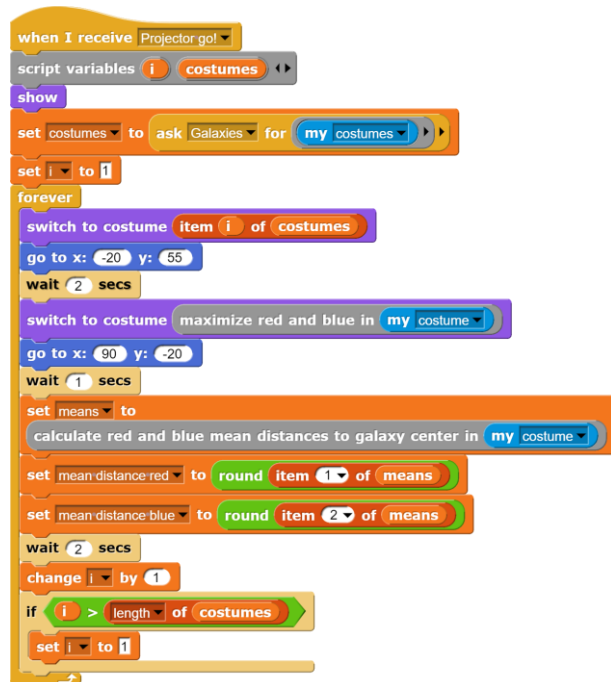 when I receive Projector go!
script variables i costumes
show
set costumes to ask Galaxies for my costumes
set i to 1
forever
switch to costume item i of costumes
go to x: -20 y: 55
wait 2 secs
switch to costume maximize red and blue in my costume
go to x: 90 y: -20
wait 1 secs
set means to
calculate red and blue mean distances to galaxy center in my costume
set mean·distance·red to round item 1 of means
set mean·distance·blue to round item 2 of means
wait 2 secs
change i by 1
if i > length of costumes
set i to 1